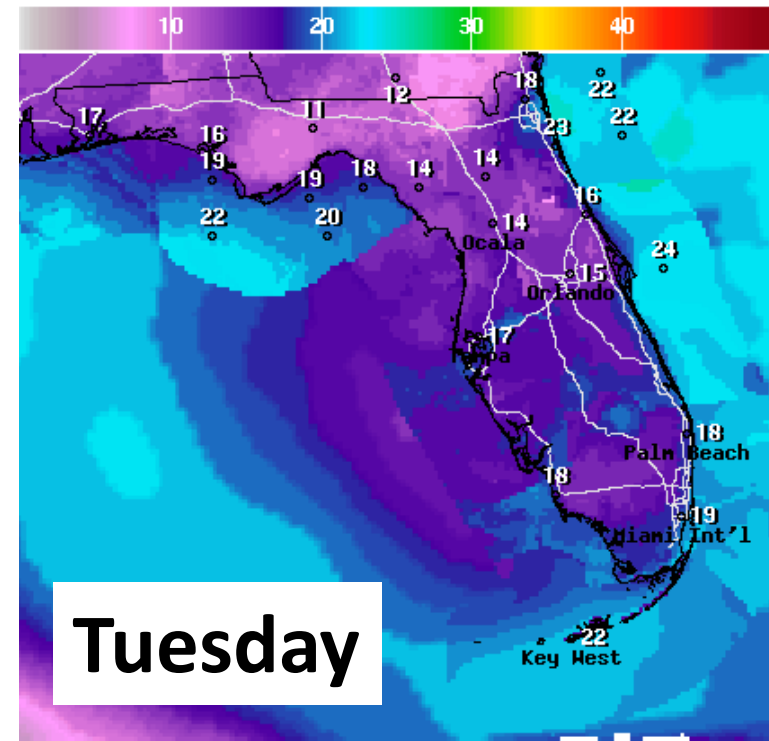 10 20 30 40
18
12 22
17 11 22
16 23
19 18 14 14
19 16
22 20 14
Ocala
24
15
Orlando
17
Tampa
18
Palm Beach
18
19
Miami Int'l
Tuesday
22
Key West